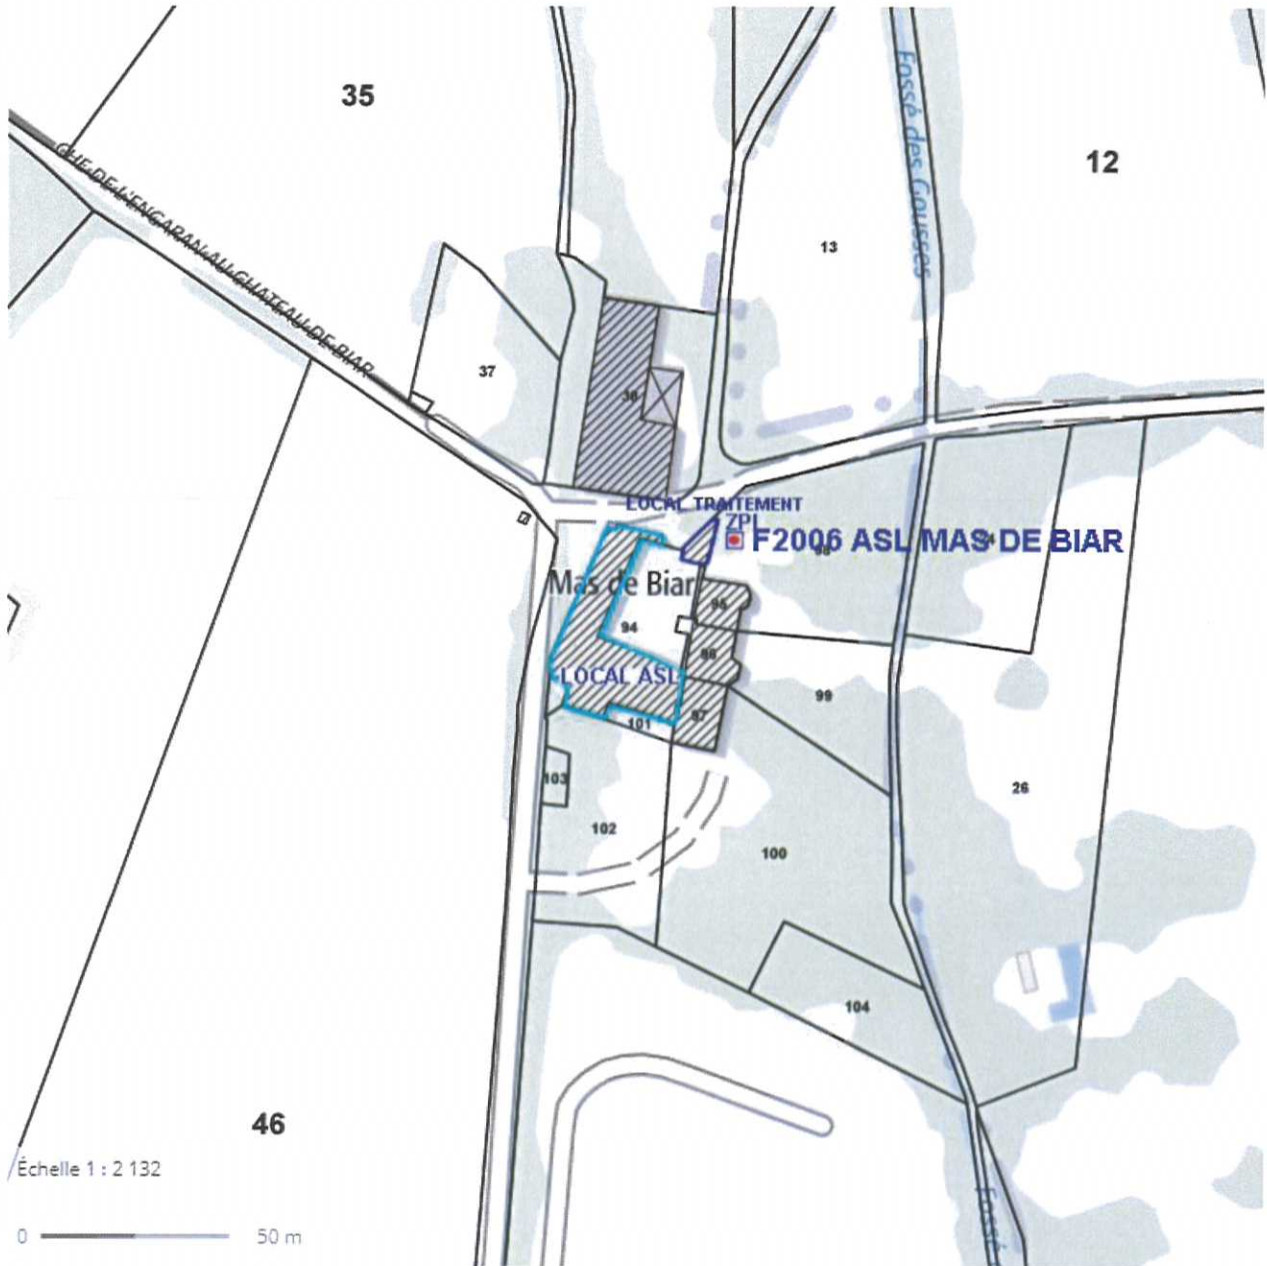 35
12
Fossé des Gousses
CHE-DE-L'ENGARAN-AU-CHATEAU-DE-BIAR
13
37
38
LOCAL TRAITEMENT
ZPI
F2006 ASL MAS DE BIAR
Mas de Biar
95
94
96
LOCAL ASL
99
97
101
103
26
102
100
104
46
Échelle 1 : 2 132
Fossé
0 50 m